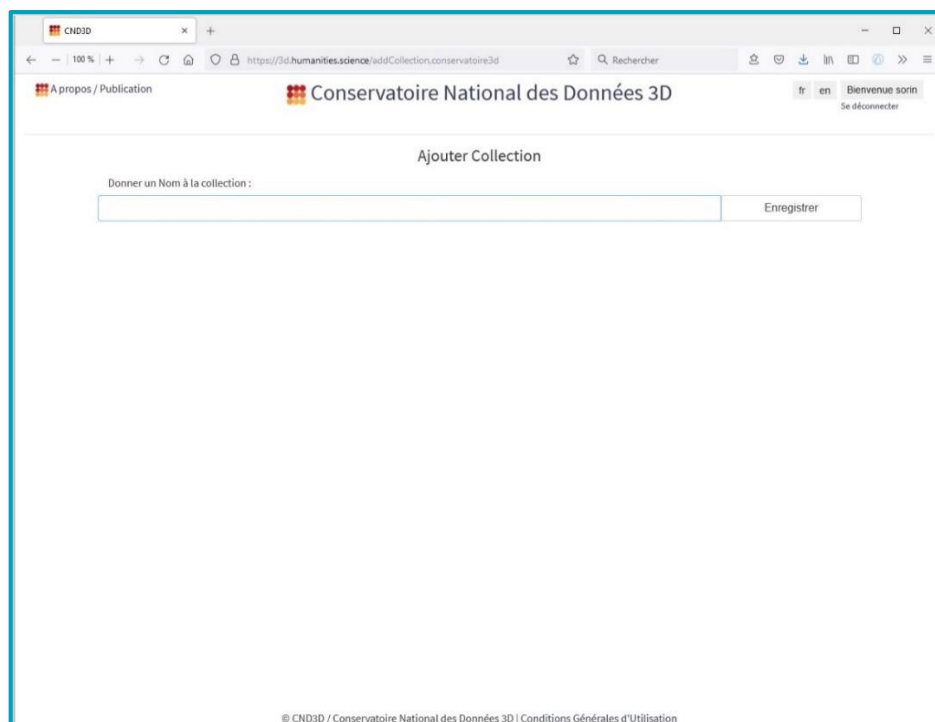 CND3D
100 %
https://3d.humanities.science/addCollection.conservatoire3d
Rechercher
A propos / Publication
Conservatoire National des Données 3D
fr en Bienvenue sorin
Se déconnecter
Ajouter Collection
Donner un Nom à la collection :
Enregistrer
© CND3D / Conservatoire National des Données 3D | Conditions Générales d'Utilisation